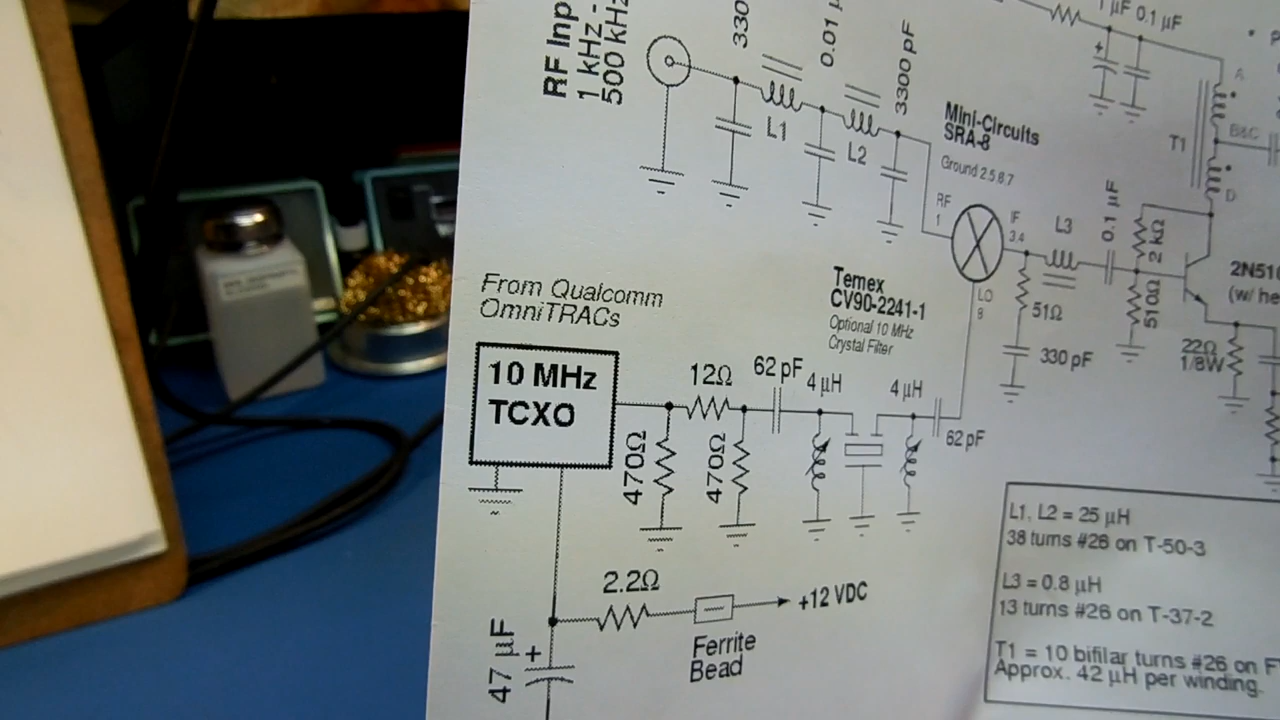 RF Inp
1 kHz -
500 kHz
330
0.01 μ
3300 pF
L1
L2
1 μF 0.1 μF
A
T1
B&C
D
Mini-Circuits
SRA-8
Ground 2 5 6 7
RF
1
IF
3.4
L3
0.1 μF
2 kΩ
510Ω
2N510
(w/ he
22Ω
1/8W
LO
8
51Ω
330 pF
Temex
CV90-2241-1
Optional 10 MHz
Crystal Filter
From Qualcomm
OmniTRACs
10 MHz
TCXO
12Ω
62 pF
4 μH
4 μH
62 pF
470Ω
470Ω
2.2Ω
+12 VDC
Ferrite
Bead
47 μF
+
L1, L2 = 25 μH
38 turns #26 on T-50-3
L3 = 0.8 μH
13 turns #26 on T-37-2
T1 = 10 bifilar turns #26 on F
Approx. 42 μH per winding.